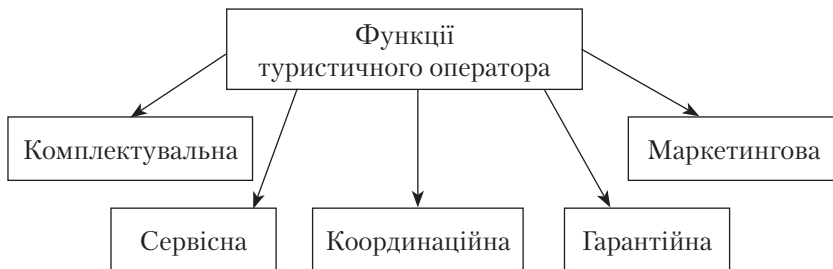 Функції
туристичного оператора
Комплектувальна
Маркетингова
Сервісна
Координаційна
Гарантійна